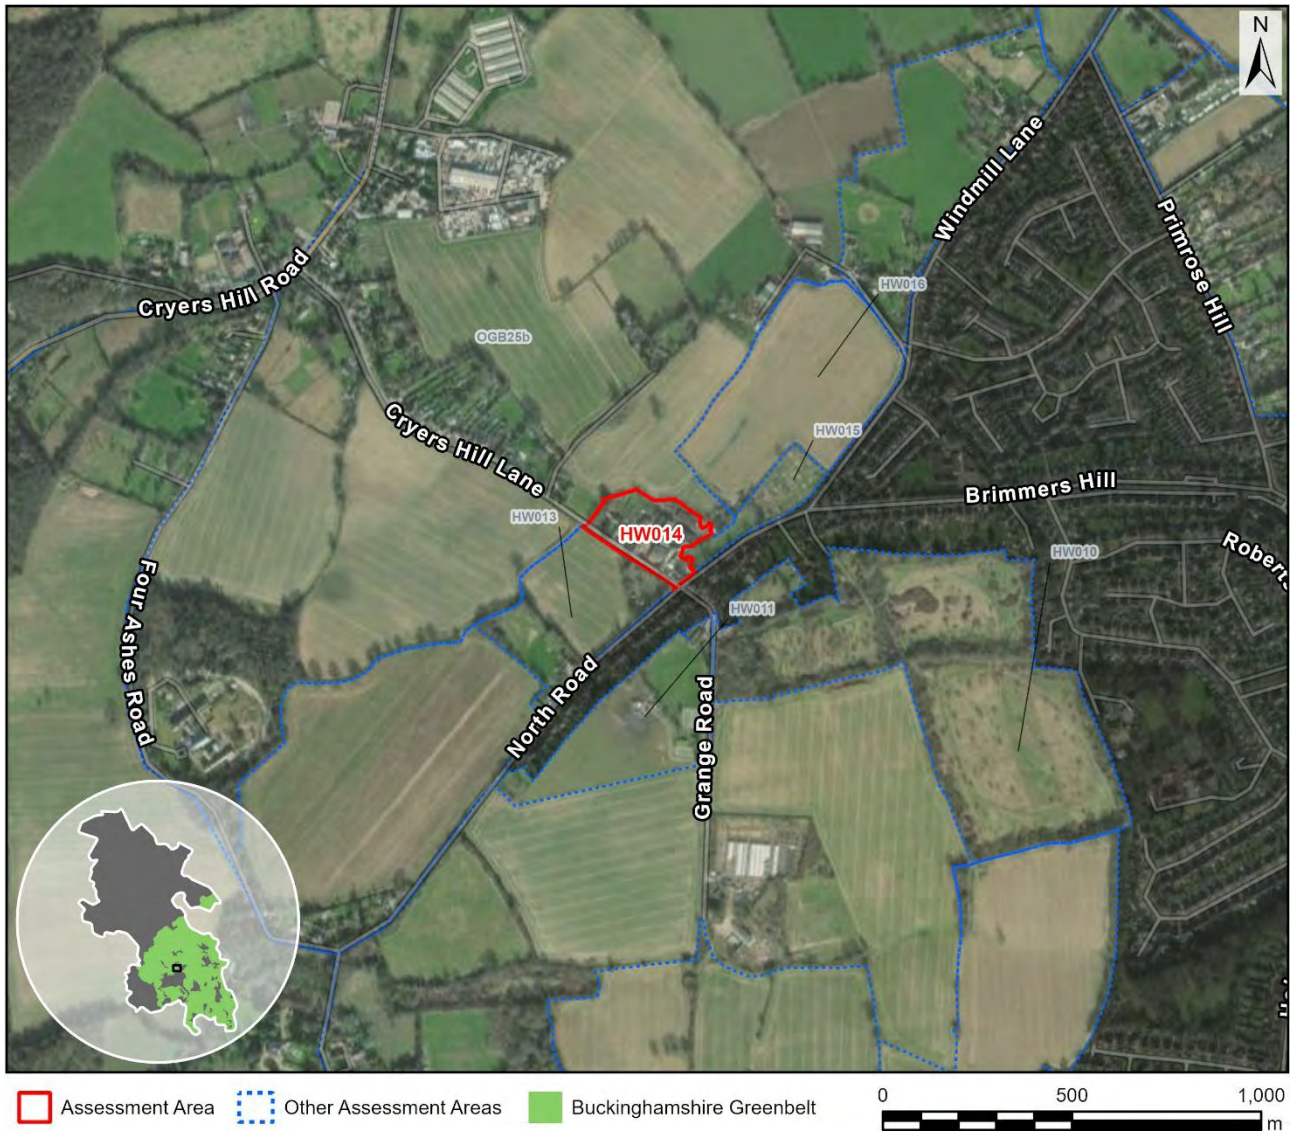 N
Windmill Lane
Primrose Hill
Cryers Hill Road
HW016
OGB25b
Cryers Hill Lane
HW015
Brimmers Hill
HW013
HW014
HW010
Roberts
Four Ashes Road
HW011
North Road
Grange Road
Assessment Area
Other Assessment Areas
Buckinghamshire Greenbelt
0 500 1,000
m